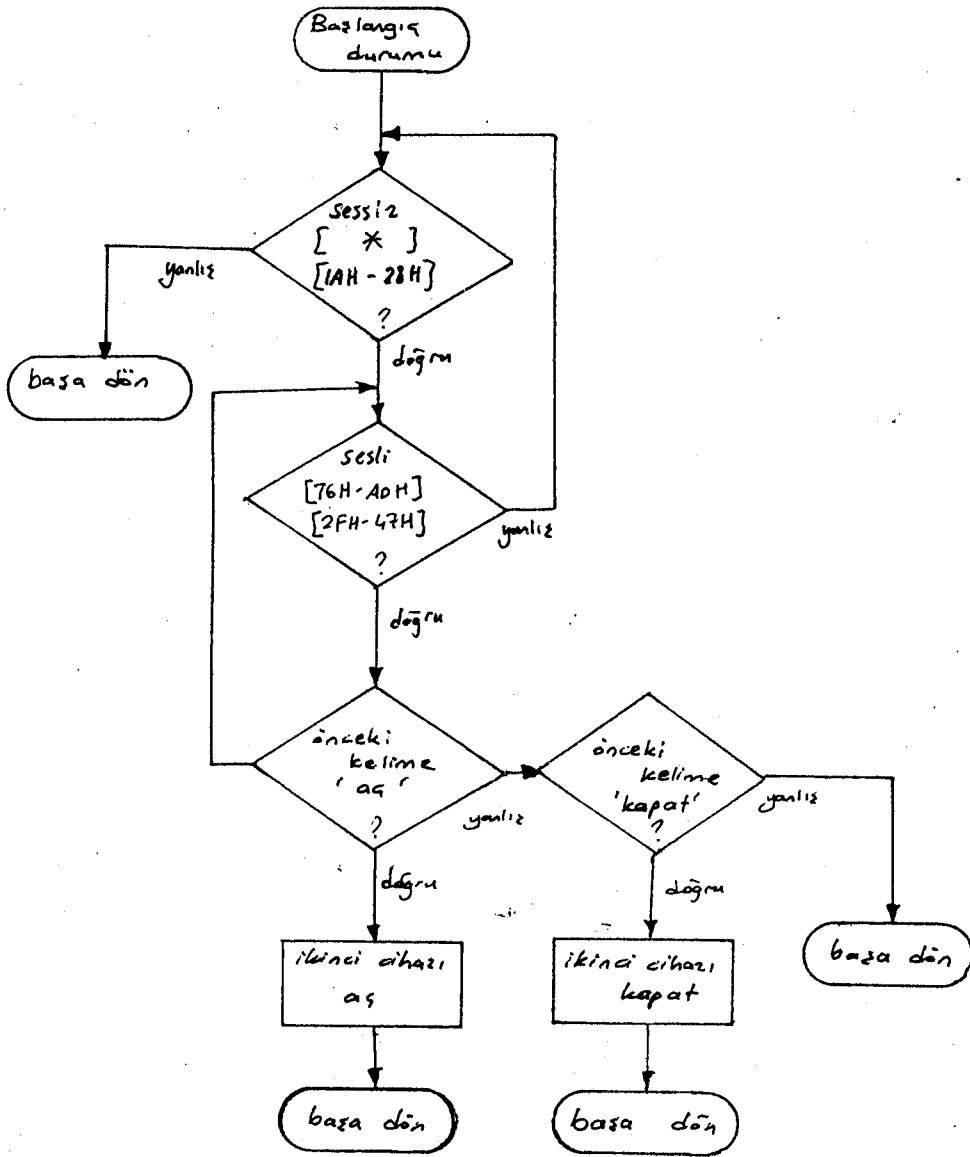 Başlangıç
durumu
sessiz
[ * ]
[1AH - 28H]
?
yanlış
doğru
başa dön
sesli
[76H - ADH]
[2FH - 47H]
?
yanlış
doğru
önceki
kelime
'aç'
?
yanlış
önceki
kelime
'kapat'
?
yanlış
doğru
doğru
ikinci cihazı
aç
ikinci cihazı
kapat
başa dön
başa dön
başa dön